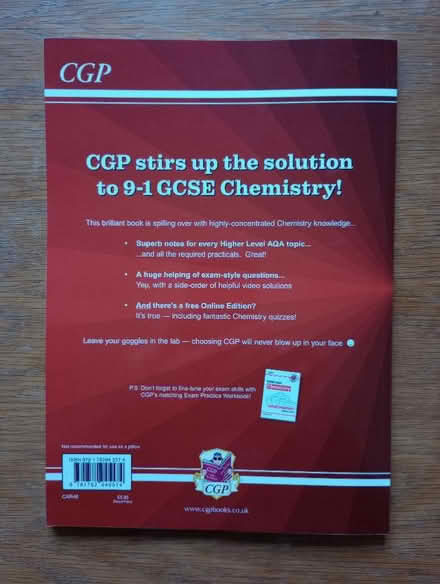 CGP
CGP stirs up the solution
to 9-1 GCSE Chemistry!
This brilliant book is spilling over with highly-concentrated Chemistry knowledge...
• Superb notes for every Higher Level AQA topic...
...and all the required practicals. Great!
• A huge helping of exam-style questions...
Yep, with a side-order of helpful video solutions
• And there's a free Online Edition?
It's true — including fantastic Chemistry quizzes!
Leave your goggles in the lab — choosing CGP will never blow up in your face
P.S. Don't forget to fine-tune your exam skills with
CGP's matching Exam Practice Workbook!
Not recommended for use as a pillow
ISBN 978 1 78294
CGP
www.cgpbooks.co.uk